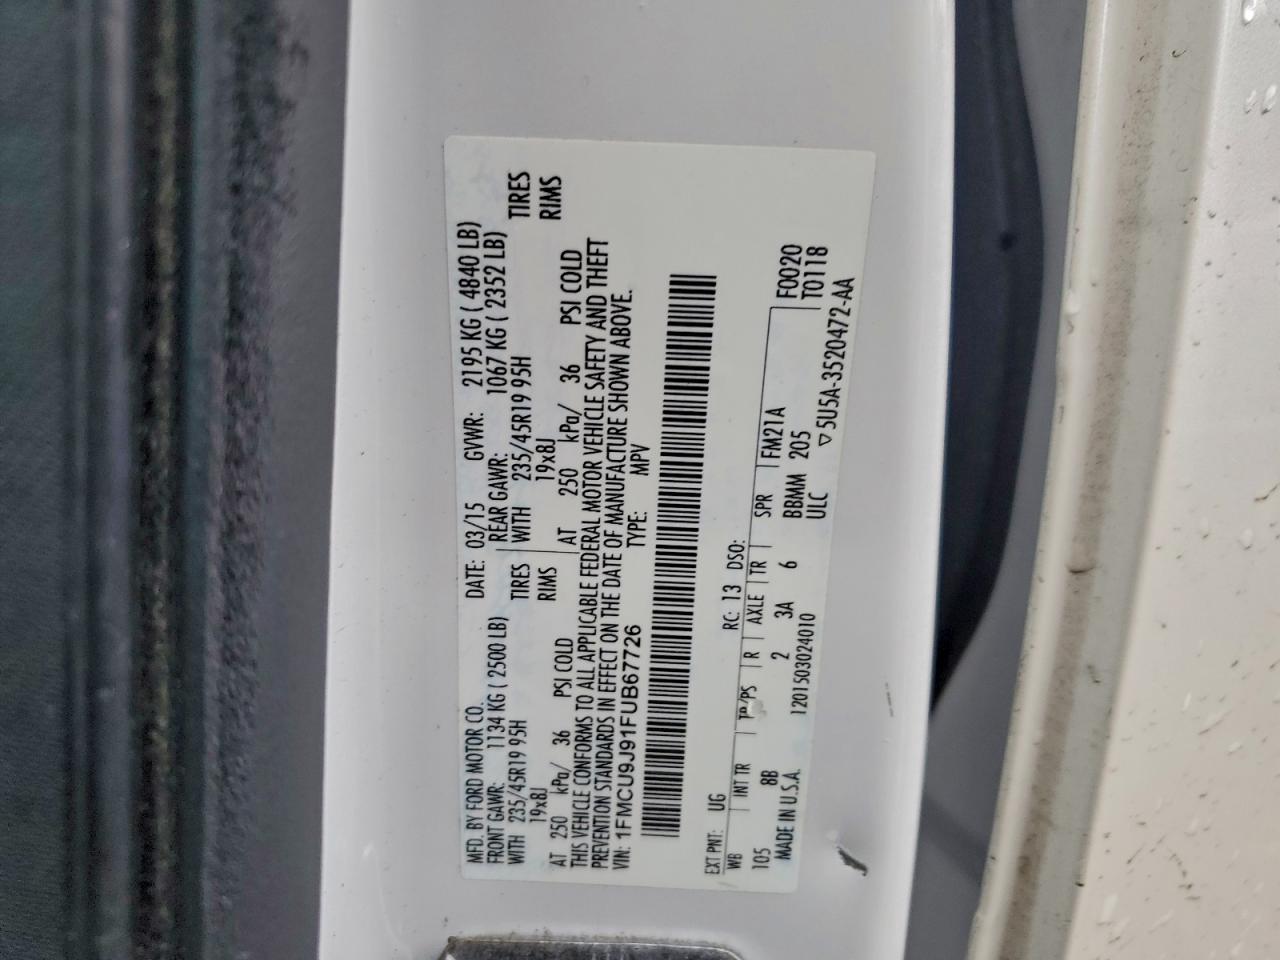 MFD. BY FORD MOTOR CO. DATE: 03/15 GVWR: 2195 KG ( 4840 LB)
FRONT GAWR: 1134 KG ( 2500 LB) REAR GAWR: 1067 KG ( 2352 LB)
WITH 235/45R19 95H TIRES WITH 235/45R19 95H TIRES
19x8J RIMS 19x8J RIMS
AT 250 kPa/ 36 PSI COLD AT 250 kPa/ 36 PSI COLD
THIS VEHICLE CONFORMS TO ALL APPLICABLE FEDERAL MOTOR VEHICLE SAFETY AND THEFT
PREVENTION STANDARDS IN EFFECT ON THE DATE OF MANUFACTURE SHOWN ABOVE.
VIN: 1FMCU9J91FUB67726 TYPE: MPV
EXT PNT: UG RC: 13 DSO:
WB INT TR TP/PS R AXLE TR SPR FM21A F0020
105 8B 2 3A 6 BBMM 205 T0118
MADE IN U.S.A. 1201503024010 ULC
▽5U5A-3520472-AA